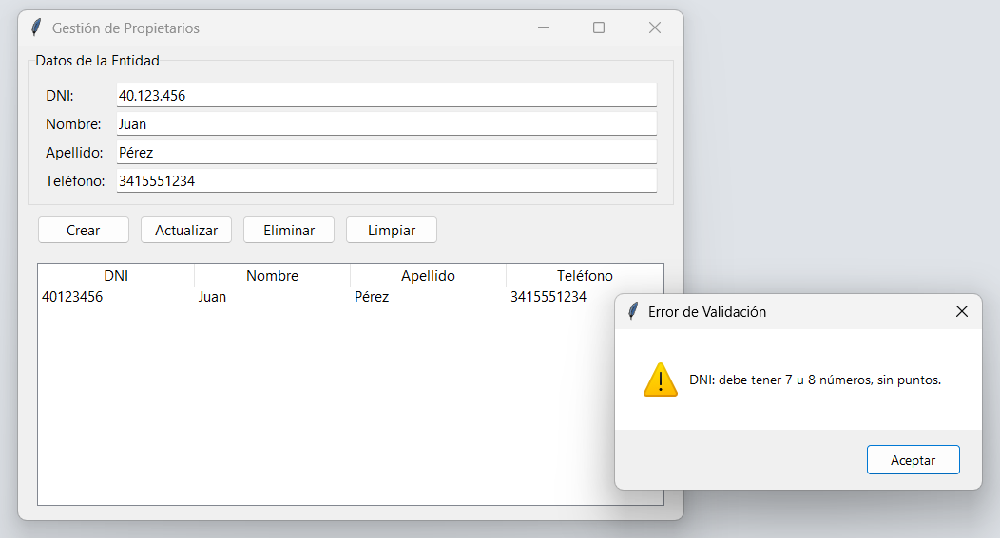 Gestión de Propietarios
Datos de la Entidad
DNI: 40.123.456
Nombre: Juan
Apellido: Pérez
Teléfono: 3415551234
Crear Actualizar Eliminar Limpiar
DNI Nombre Apellido Teléfono
40123456 Juan Pérez 3415551234
Error de Validación
DNI: debe tener 7 u 8 números, sin puntos.
Aceptar